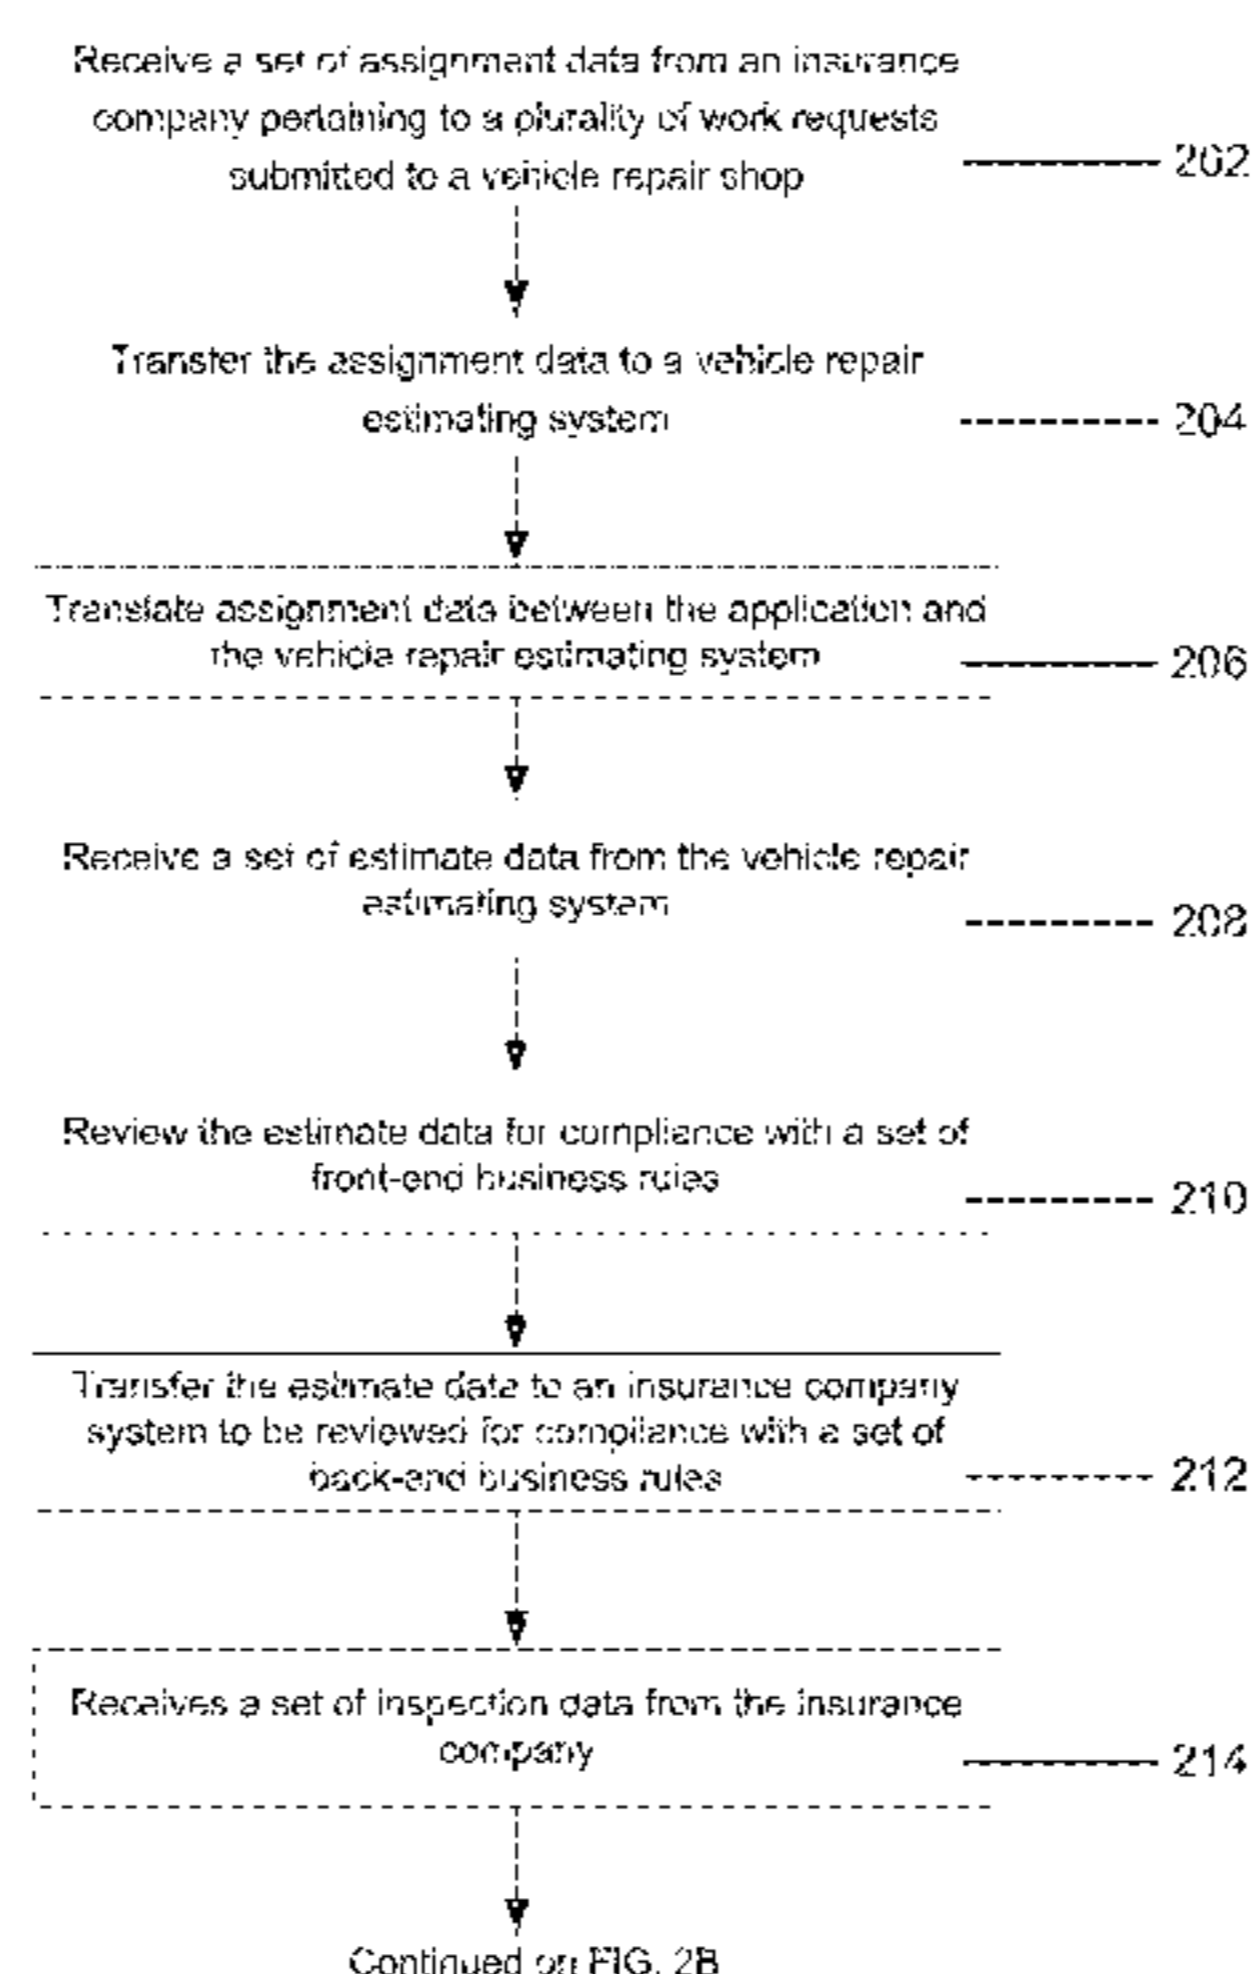 Receive a set of assignment data from an insurance
company pertaining to a plurality of work requests
submitted to a vehicle repair shop
202
Transfer the assignment data to a vehicle repair
estimating system
204
Translate assignment data between the application and
the vehicle repair estimating system
206
Receive a set of estimate data from the vehicle repair
estimating system
208
Review the estimate data for compliance with a set of
front-end business rules
210
Transfer the estimate data to an insurance company
system to be reviewed for compliance with a set of
back-end business rules
212
Receives a set of inspection data from the insurance
company
214
Continued on FIG. 2B